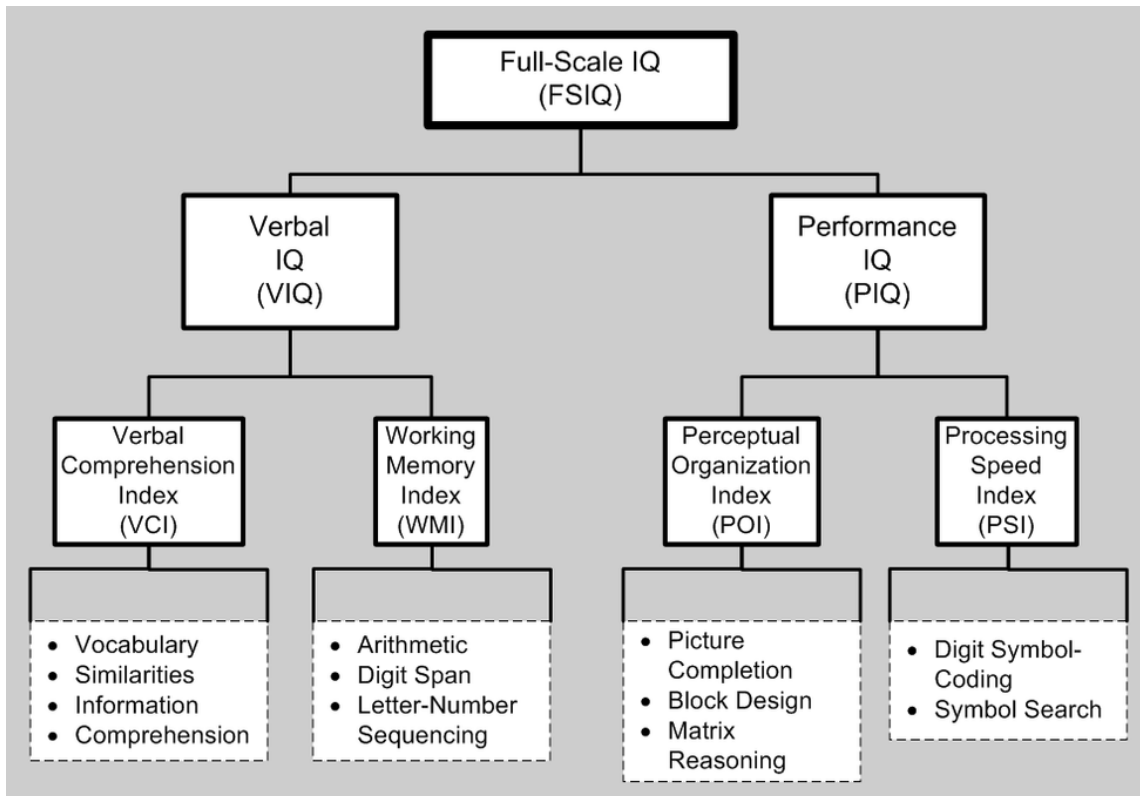 Full-Scale IQ
(FSIQ)
Verbal
IQ
(VIQ)
Performance
IQ
(PIQ)
Verbal
Comprehension
Index
(VCI)
Working
Memory
Index
(WMI)
Perceptual
Organization
Index
(POI)
Processing
Speed
Index
(PSI)
• Vocabulary
• Similarities
• Information
• Comprehension
• Arithmetic
• Digit Span
• Letter-Number
Sequencing
• Picture
Completion
• Block Design
• Matrix
Reasoning
• Digit Symbol-
Coding
• Symbol Search